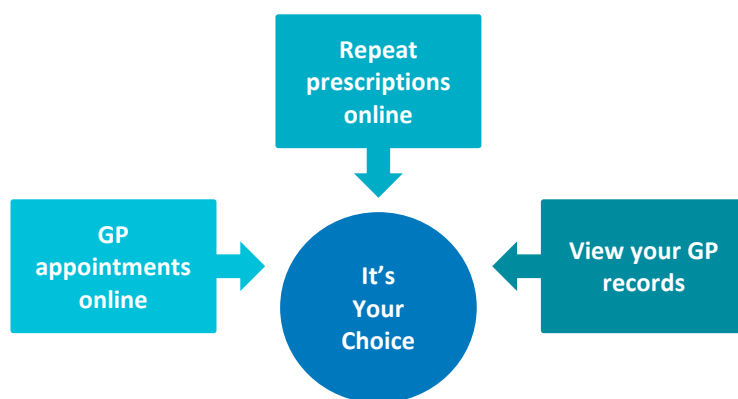 Repeat
prescriptions
online
GP
appointments
online
It's
Your
Choice
View your GP
records